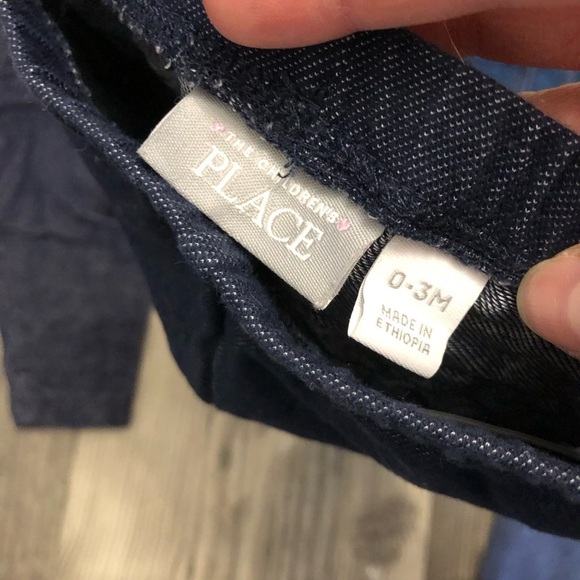 THE CHILDREN'S
PLACE
0-3M
MADE IN
ETHIOPIA